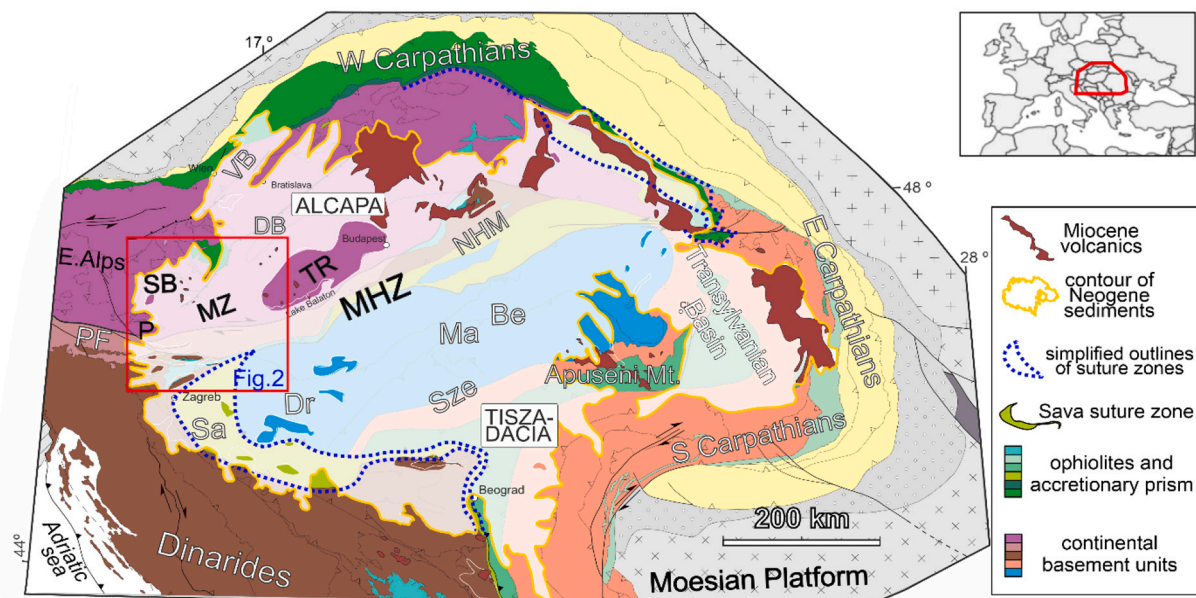 17°
W Carpathians
Wien
VB
Bratislava
ALCAPA
48 °
DB
Budapest
NHM
E.Alps
SB
TR
E Carpathians
28 °
MZ
Lake Balaton
MHZ
Transylvanian
Basin
P
PF
Ma
Be
Fig.2
Apuseni Mt.
Zagreb
Dr
Sze
Sa
TISZA-
DACIA
S Carpathians
Beograd
200 km
44°
Adriatic
sea
Dinarides
Moesian Platform
Miocene
volcanics
contour of
Neogene
sediments
simplified outlines
of suture zones
Sava suture zone
ophiolites and
accretionary prism
continental
basement units